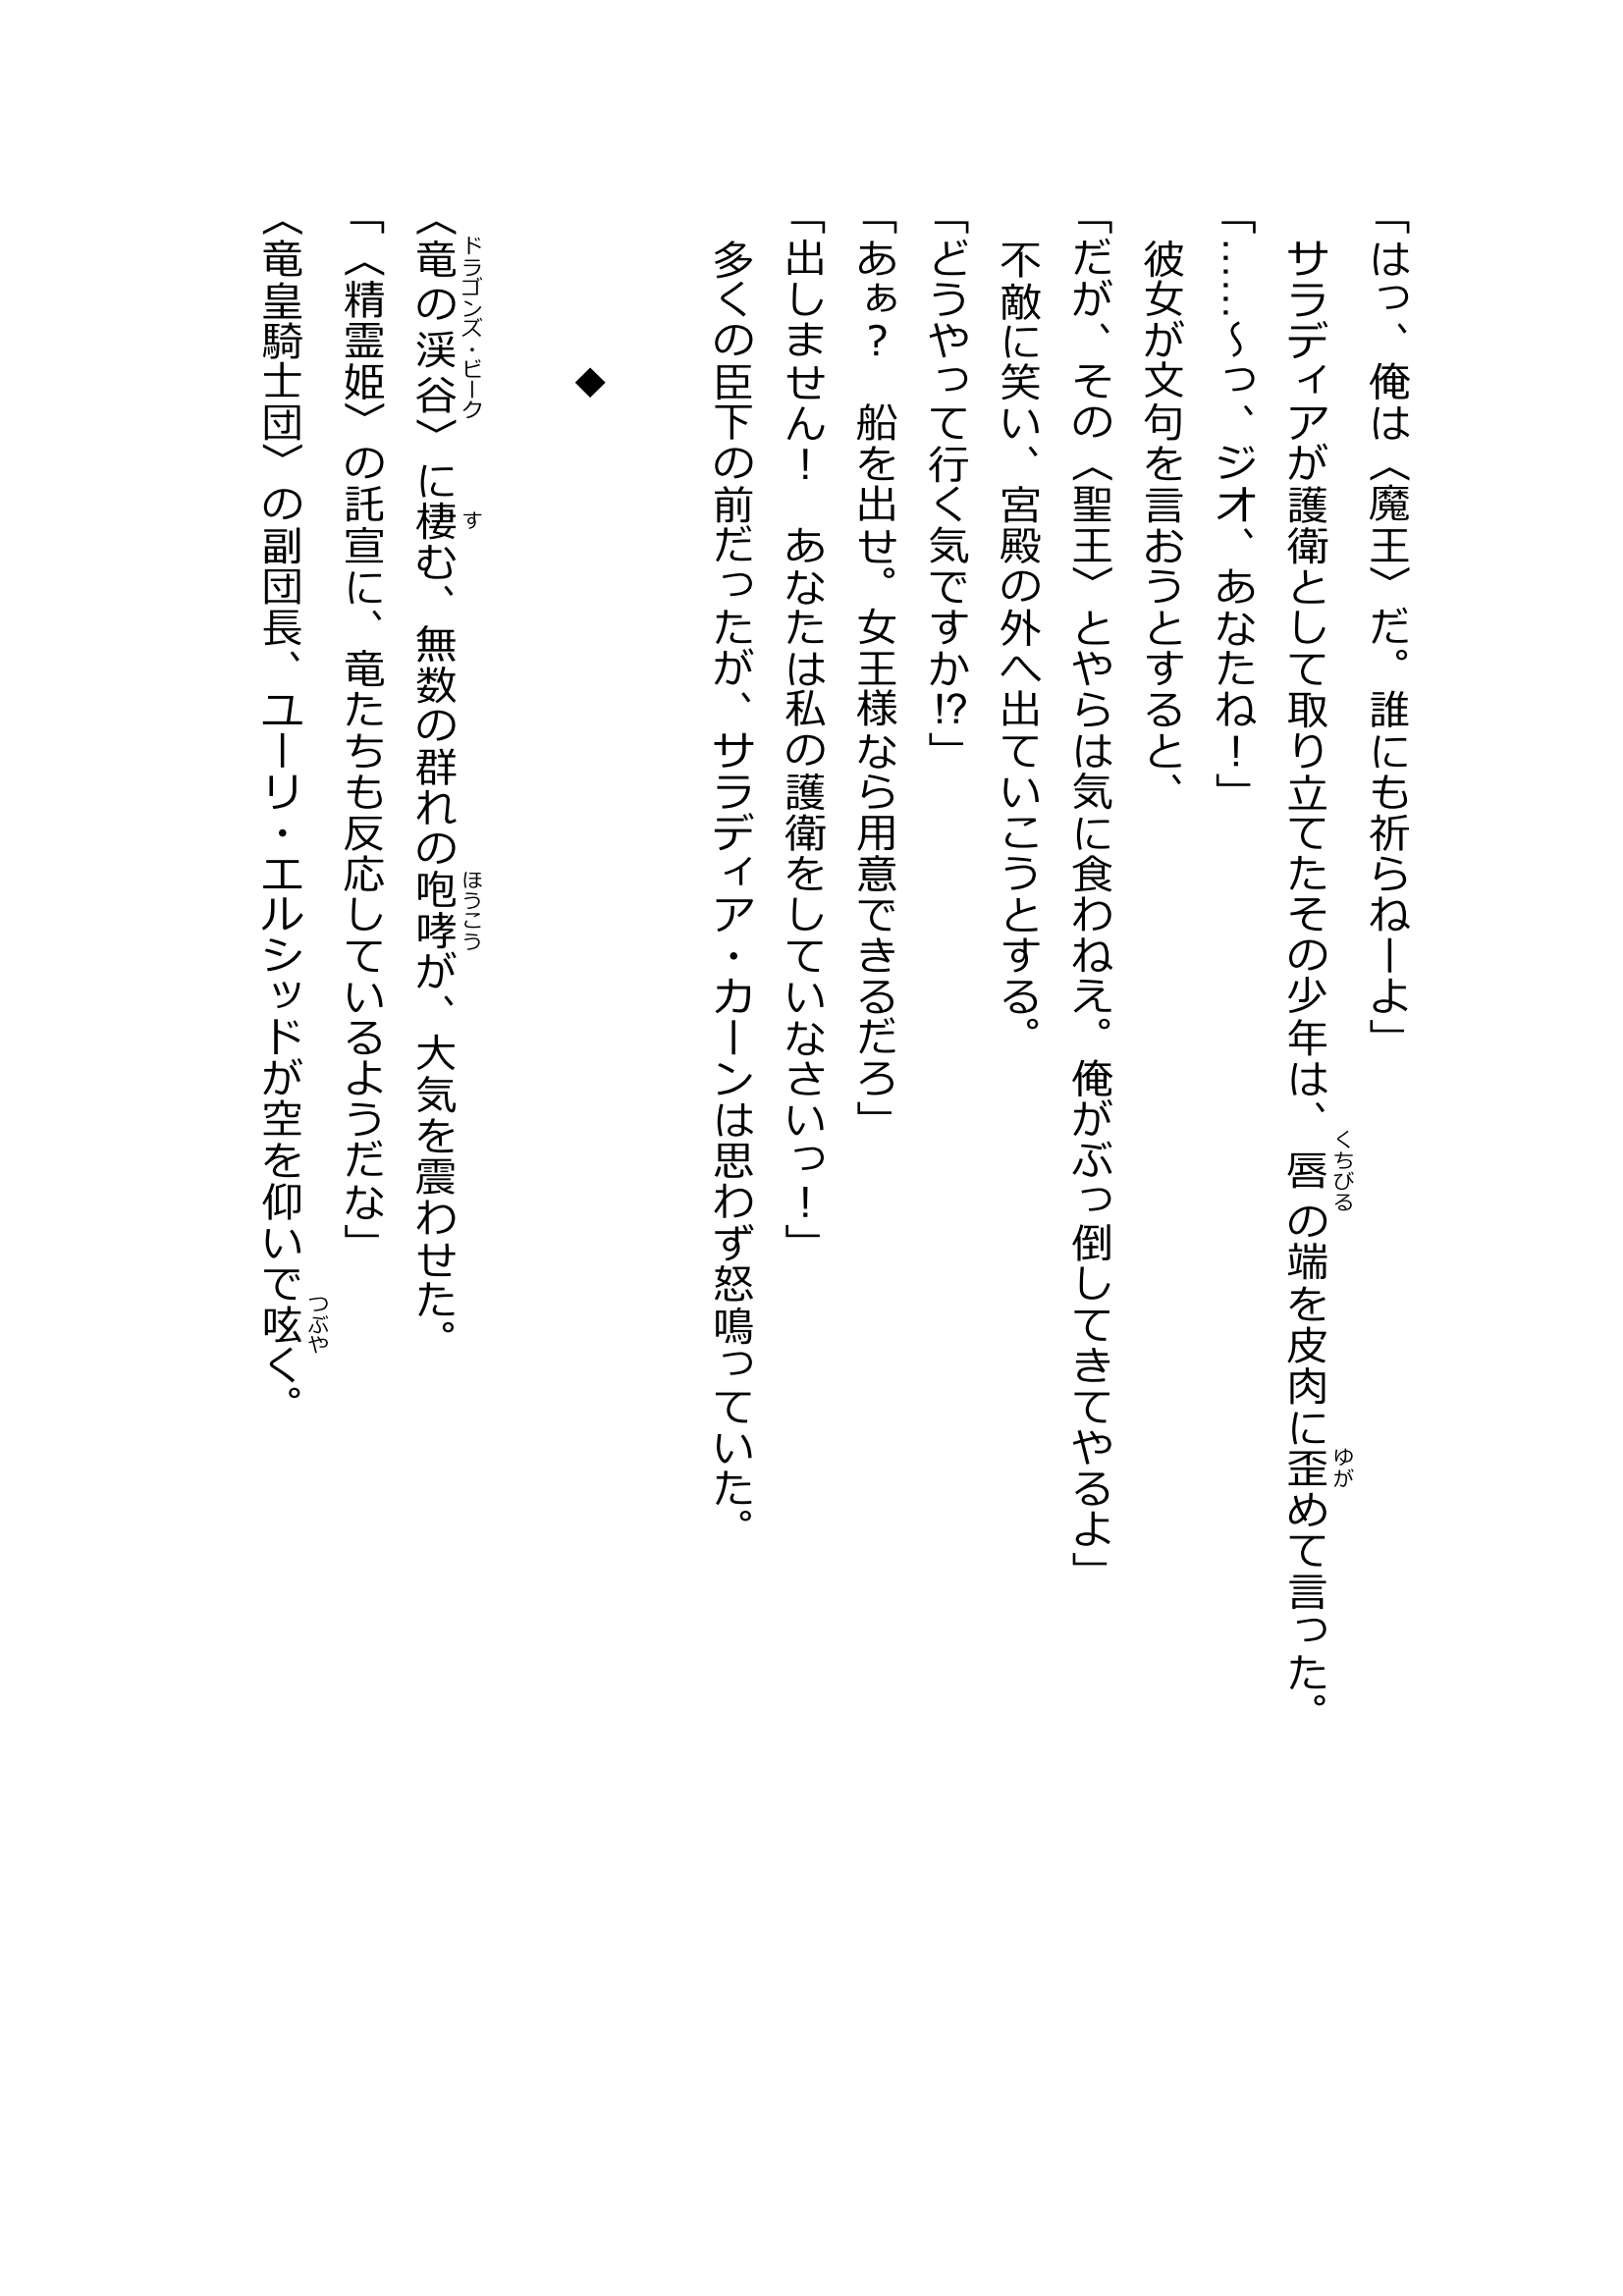 「はっ、俺は〈魔王〉だ。誰にも祈らねーよ」
　サラディアが護衛として取り立てたその少年は、唇の端を皮肉に歪めて言った。
くちびる
ゆが
「……〜っ、ジオ、あなたね！」
　彼女が文句を言おうとすると、
「だが、その〈聖王〉とやらは気に食わねえ。俺がぶっ倒してきてやるよ」
　不敵に笑い、宮殿の外へ出ていこうとする。
「どうやって行く気ですか⁉」
「あぁ？　船を出せ。女王様なら用意できるだろ」
「出しません！　あなたは私の護衛をしていなさいっ！」
　多くの臣下の前だったが、サラディア・カーンは思わず怒鳴っていた。
◆
〈竜の渓谷〉に棲む、無数の群れの咆哮が、大気を震わせた。
ドラゴンズ・ビーク
す
ほうこう
「〈精霊姫〉の託宣に、竜たちも反応しているようだな」
〈竜皇騎士団〉の副団長、ユーリ・エルシッドが空を仰いで呟く。
つぶや